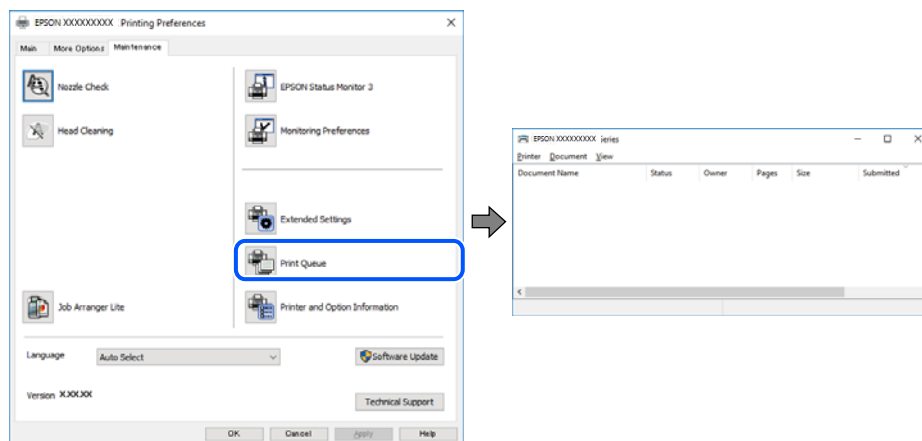 EPSON XXXXXXXXX Printing Preferences
Main More Options Maintenance
Nozzle Check
EPSON Status Monitor 3
Head Cleaning
Monitoring Preferences
Extended Settings
Print Queue
Job Arranger Lite
Printer and Option Information
Language Auto Select
Software Update
Version X.XX.XX
Technical Support
OK Cancel Apply Help
EPSON XXXXXXXXX ieries
Printer Document View
Document Name Status Owner Pages Size Submitted